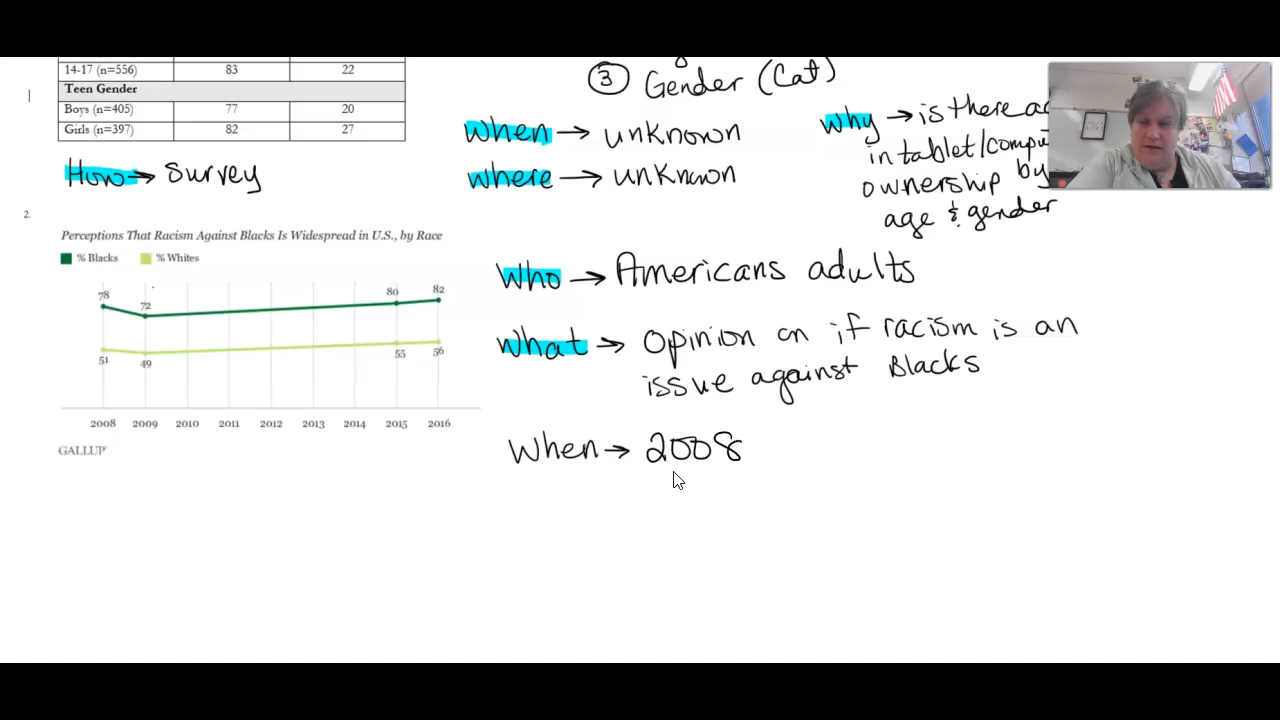 14-17 (n=556) 83 22
Teen Gender
Boys (n=405) 77 20
Girls (n=397) 82 27
How → Survey
③ Gender (Cat)
When → unknown
Where → unknown
Why → is there a
in tablet/compu
ownership by
age & gender
2.
Perceptions That Racism Against Blacks Is Widespread in U.S., by Race
% Blacks % Whites
78 72 80 82
51 49 55 56
2008 2009 2010 2011 2012 2013 2014 2015 2016
GALLUP
Who → Americans adults
What → Opinion on if racism is an
issue against Blacks
When → 2008